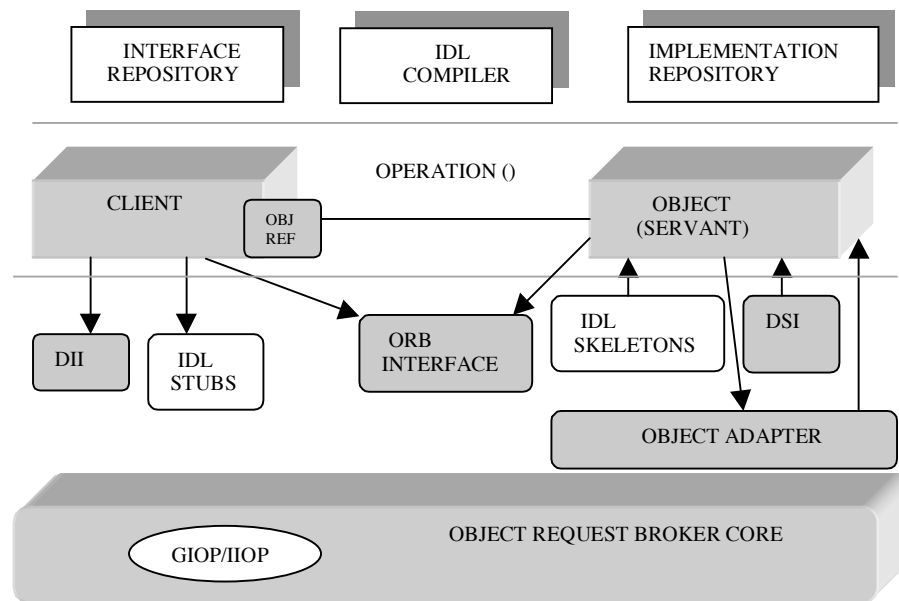 INTERFACE
REPOSITORY
IDL
COMPILER
IMPLEMENTATION
REPOSITORY
OPERATION ()
CLIENT
OBJ
REF
OBJECT
(SERVANT)
DII
IDL
STUBS
ORB
INTERFACE
IDL
SKELETONS
DSI
OBJECT ADAPTER
OBJECT REQUEST BROKER CORE
GIOP/IIOP